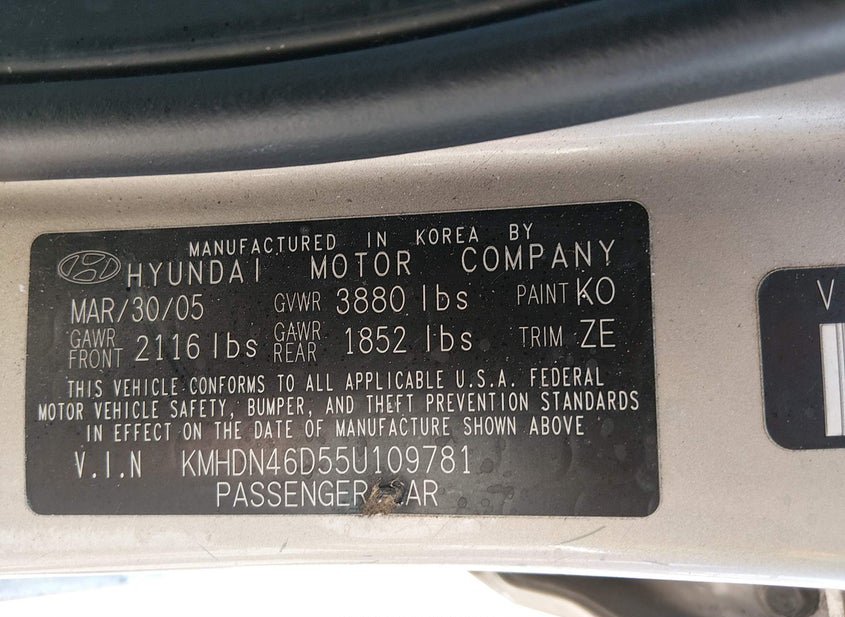 MANUFACTURED IN KOREA BY
HYUNDAI MOTOR COMPANY
MAR/30/05 GVWR 3880 lbs PAINT KO
GAWR FRONT 2116 lbs GAWR REAR 1852 lbs TRIM ZE
THIS VEHICLE CONFORMS TO ALL APPLICABLE U.S.A. FEDERAL
MOTOR VEHICLE SAFETY, BUMPER, AND THEFT PREVENTION STANDARDS
IN EFFECT ON THE DATE OF MANUFACTURE SHOWN ABOVE
V.I.N KMHDN46D55U109781
PASSENGER AR
V